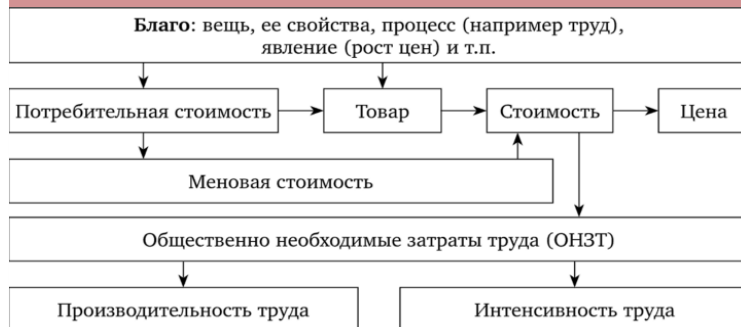 Благо: вещь, ее свойства, процесс (например труд),
явление (рост цен) и т.п.
Потребительная стоимость
Товар
Стоимость
Цена
Меновая стоимость
Общественно необходимые затраты труда (ОНЗТ)
Производительность труда
Интенсивность труда